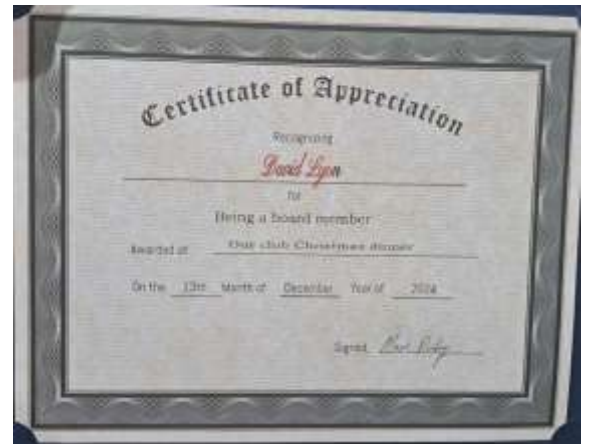 Certificate of Appreciation
Recognizing
David Lyon
for
Being a board member
Awarded at Our club Christmas dinner
On the 13th Month of December Year of 2024
Signed